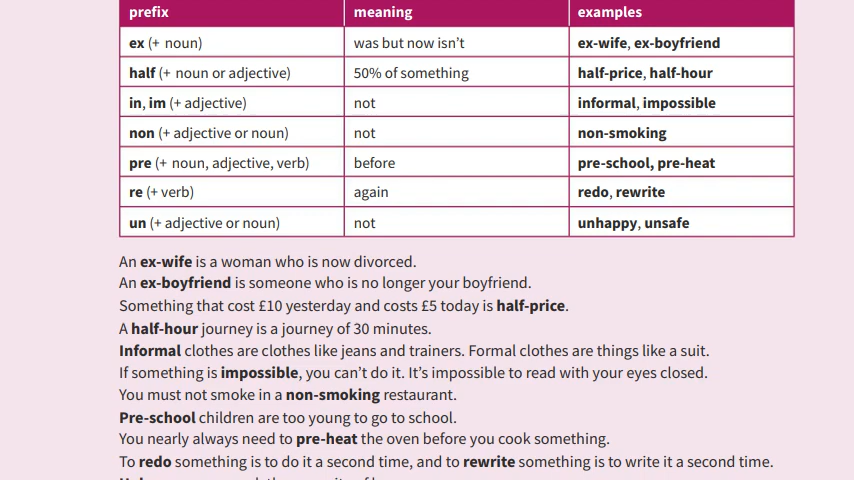 prefix meaning examples
ex (+ noun) was but now isn't ex-wife, ex-boyfriend
half (+ noun or adjective) 50% of something half-price, half-hour
in, im (+ adjective) not informal, impossible
non (+ adjective or noun) not non-smoking
pre (+ noun, adjective, verb) before pre-school, pre-heat
re (+ verb) again redo, rewrite
un (+ adjective or noun) not unhappy, unsafe
An ex-wife is a woman who is now divorced.
An ex-boyfriend is someone who is no longer your boyfriend.
Something that cost £10 yesterday and costs £5 today is half-price.
A half-hour journey is a journey of 30 minutes.
Informal clothes are clothes like jeans and trainers. Formal clothes are things like a suit.
If something is impossible, you can't do it. It's impossible to read with your eyes closed.
You must not smoke in a non-smoking restaurant.
Pre-school children are too young to go to school.
You nearly always need to pre-heat the oven before you cook something.
To redo something is to do it a second time, and to rewrite something is to write it a second time.